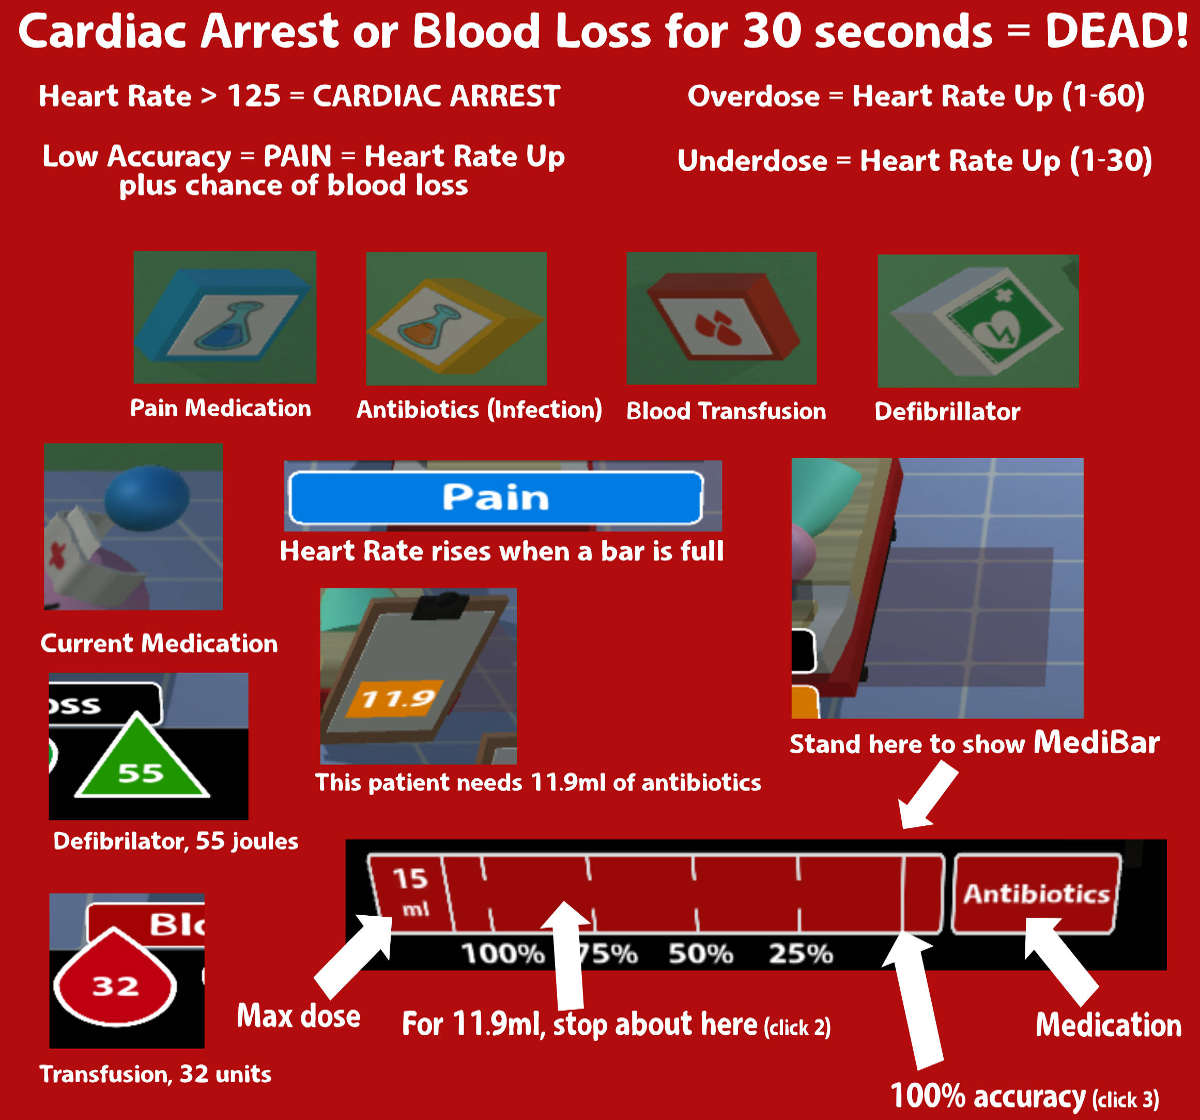 Cardiac Arrest or Blood Loss for 30 seconds = DEAD!
Heart Rate > 125 = CARDIAC ARREST
Overdose = Heart Rate Up (1-60)
Low Accuracy = PAIN = Heart Rate Up
plus chance of blood loss
Underdose = Heart Rate Up (1-30)
Pain Medication
Antibiotics (Infection)
Blood Transfusion
Defibrillator
Pain
Heart Rate rises when a bar is full
Current Medication
11.9
This patient needs 11.9ml of antibiotics
Stand here to show MediBar
oss
55
Defibrilator, 55 joules
15
ml
100%
75%
50%
25%
Antibiotics
Blo
32
Transfusion, 32 units
Max dose
For 11.9ml, stop about here (click 2)
Medication
100% accuracy (click 3)